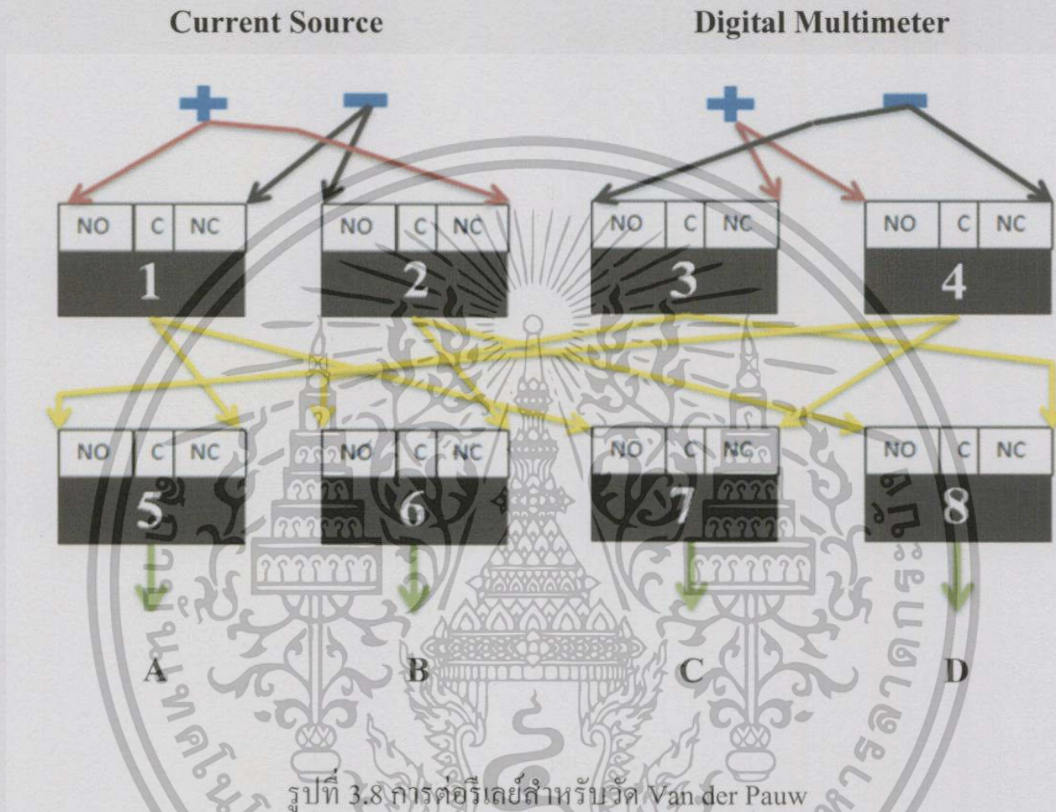 Current Source Digital Multimeter
NO C NC NO C NC NO C NC NO C NC
1 2 3 4
NO C NC NO C NC NO C NC NO C NC
5 6 7 8
A B C D
รูปที่ 3.8 การต่อรีเลย์สำหรับวัด Van der Pauw